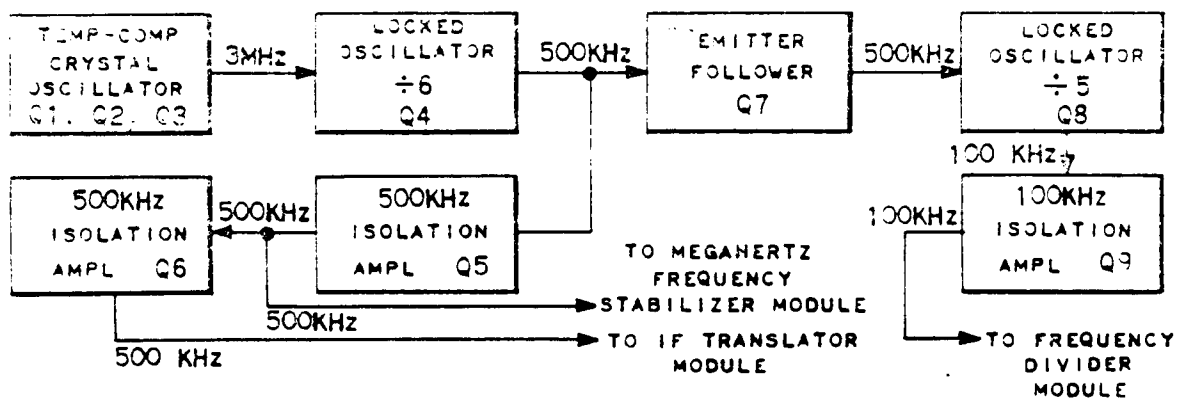 TEMP-COMP
CRYSTAL
OSCILLATOR
Q1, Q2, Q3
3MHz
LOCKED
OSCILLATOR
÷6
Q4
500KHz
EMITTER
FOLLOWER
Q7
500KHz
LOCKED
OSCILLATOR
÷5
Q8
100 KHz
500KHz
ISOLATION
AMPL Q6
500KHz
500KHz
ISOLATION
AMPL Q5
100KHz
100KHz
ISOLATION
AMPL Q9
TO MEGAHERTZ
FREQUENCY
STABILIZER MODULE
500KHz
TO IF TRANSLATOR
MODULE
500 KHz
TO FREQUENCY
DIVIDER
MODULE